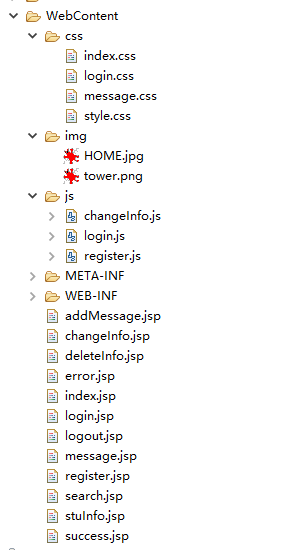 WebContent
css
index.css
login.css
message.css
style.css
img
HOME.jpg
tower.png
js
changeInfo.js
login.js
register.js
META-INF
WEB-INF
addMessage.jsp
changeInfo.jsp
deleteInfo.jsp
error.jsp
index.jsp
login.jsp
logout.jsp
message.jsp
register.jsp
search.jsp
stuInfo.jsp
success.jsp